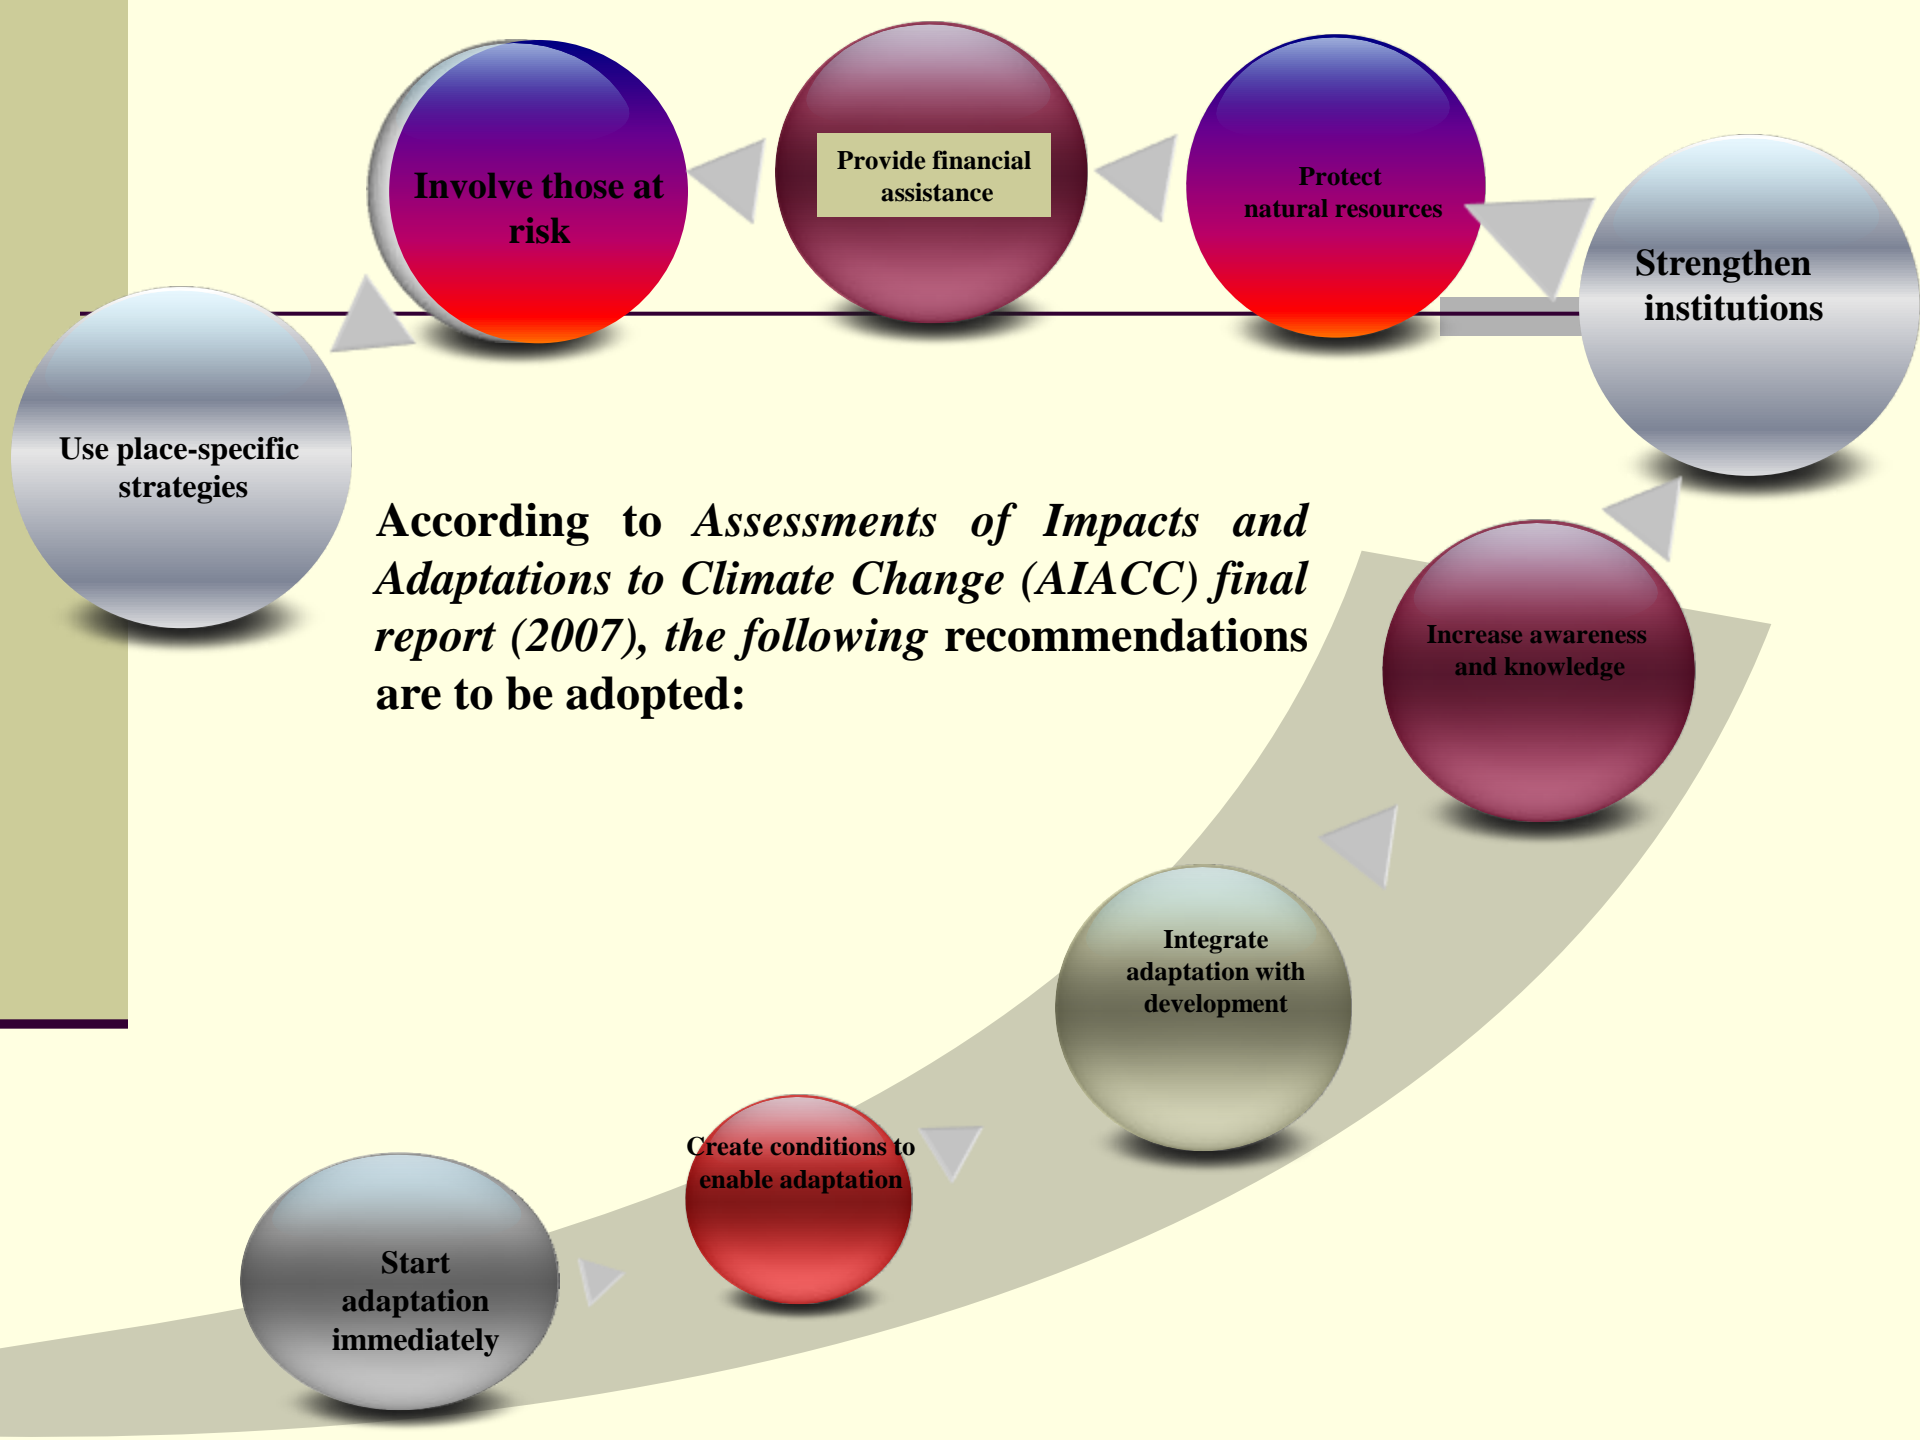 Involve those at
risk
Provide financial
assistance
Protect
natural resources
Strengthen
institutions
Use place-specific
strategies
According to Assessments of Impacts and
Adaptations to Climate Change (AIACC) final
report (2007), the following recommendations
are to be adopted:
Increase awareness
and knowledge
Integrate
adaptation with
development
Create conditions to
enable adaptation
Start
adaptation
immediately